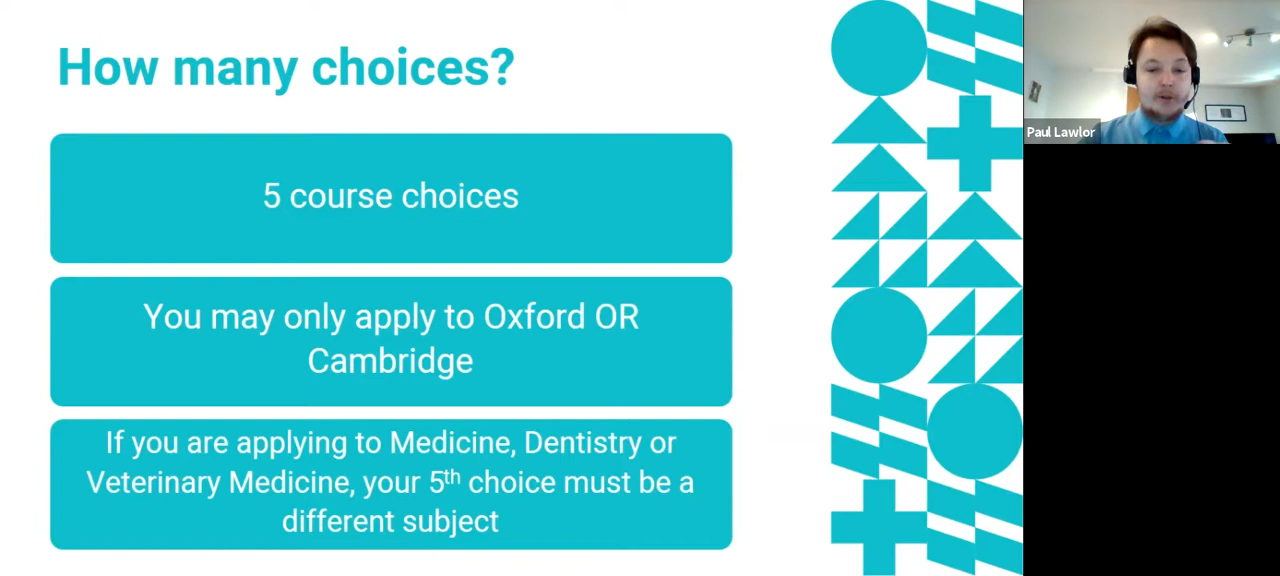 How many choices?
5 course choices
You may only apply to Oxford OR
Cambridge
If you are applying to Medicine, Dentistry or
Veterinary Medicine, your 5th choice must be a
different subject
Paul Lawlor